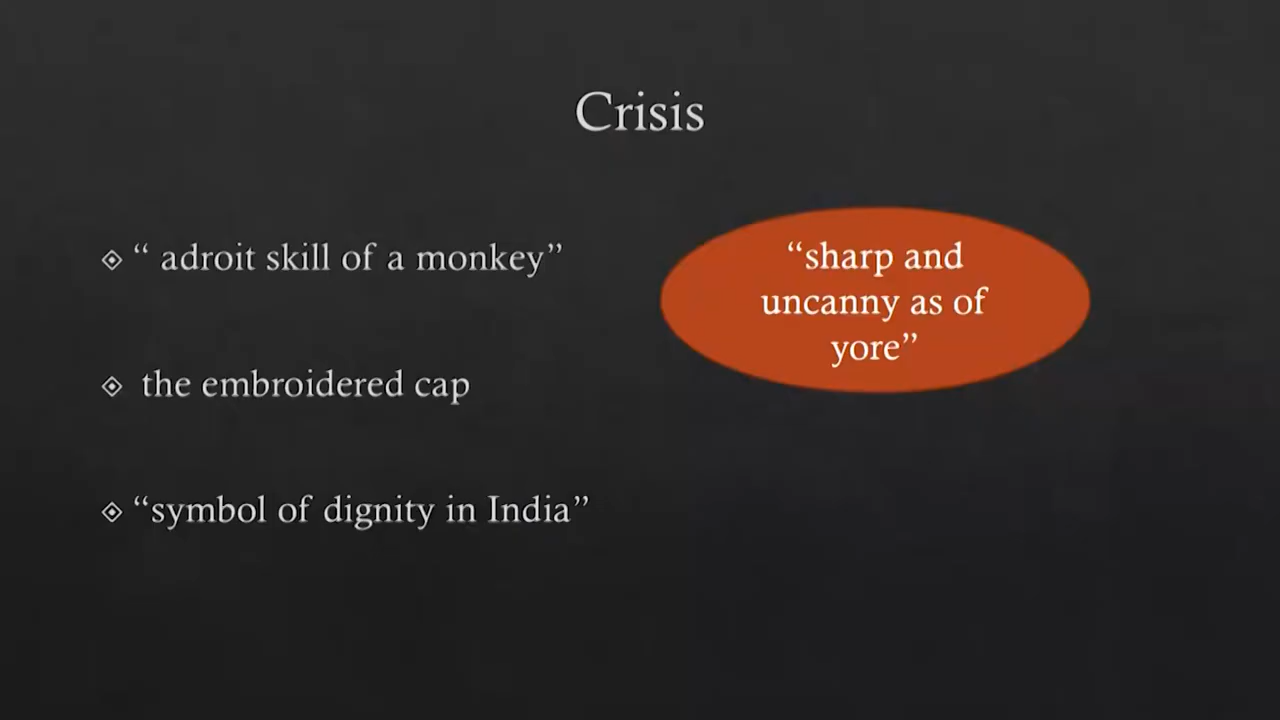 Crisis
“ adroit skill of a monkey”
the embroidered cap
“symbol of dignity in India”
“sharp and
uncanny as of
yore”